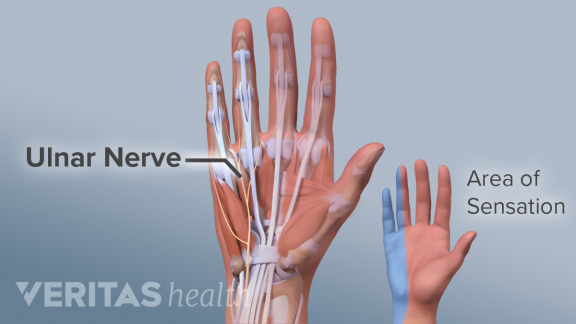 Ulnar Nerve
Area of
Sensation
VERITAS health